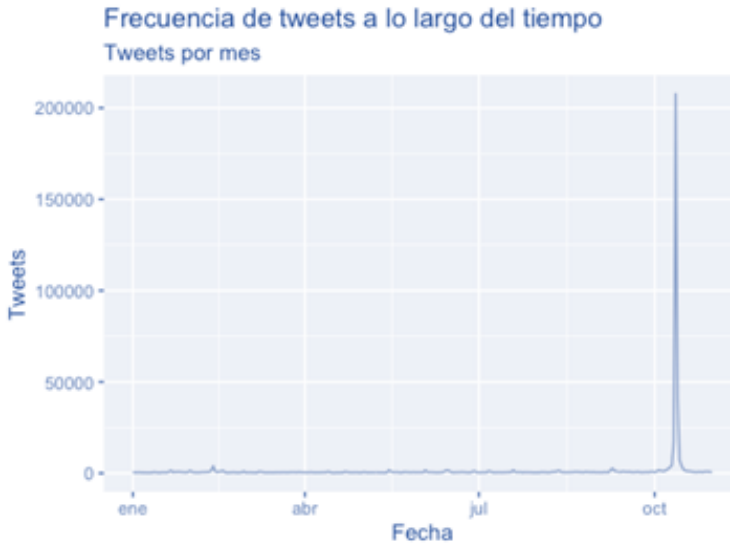 Frecuencia de tweets a lo largo del tiempo
Tweets por mes
200000
150000
100000
50000
0
Tweets
ene
abr
jul
oct
Fecha